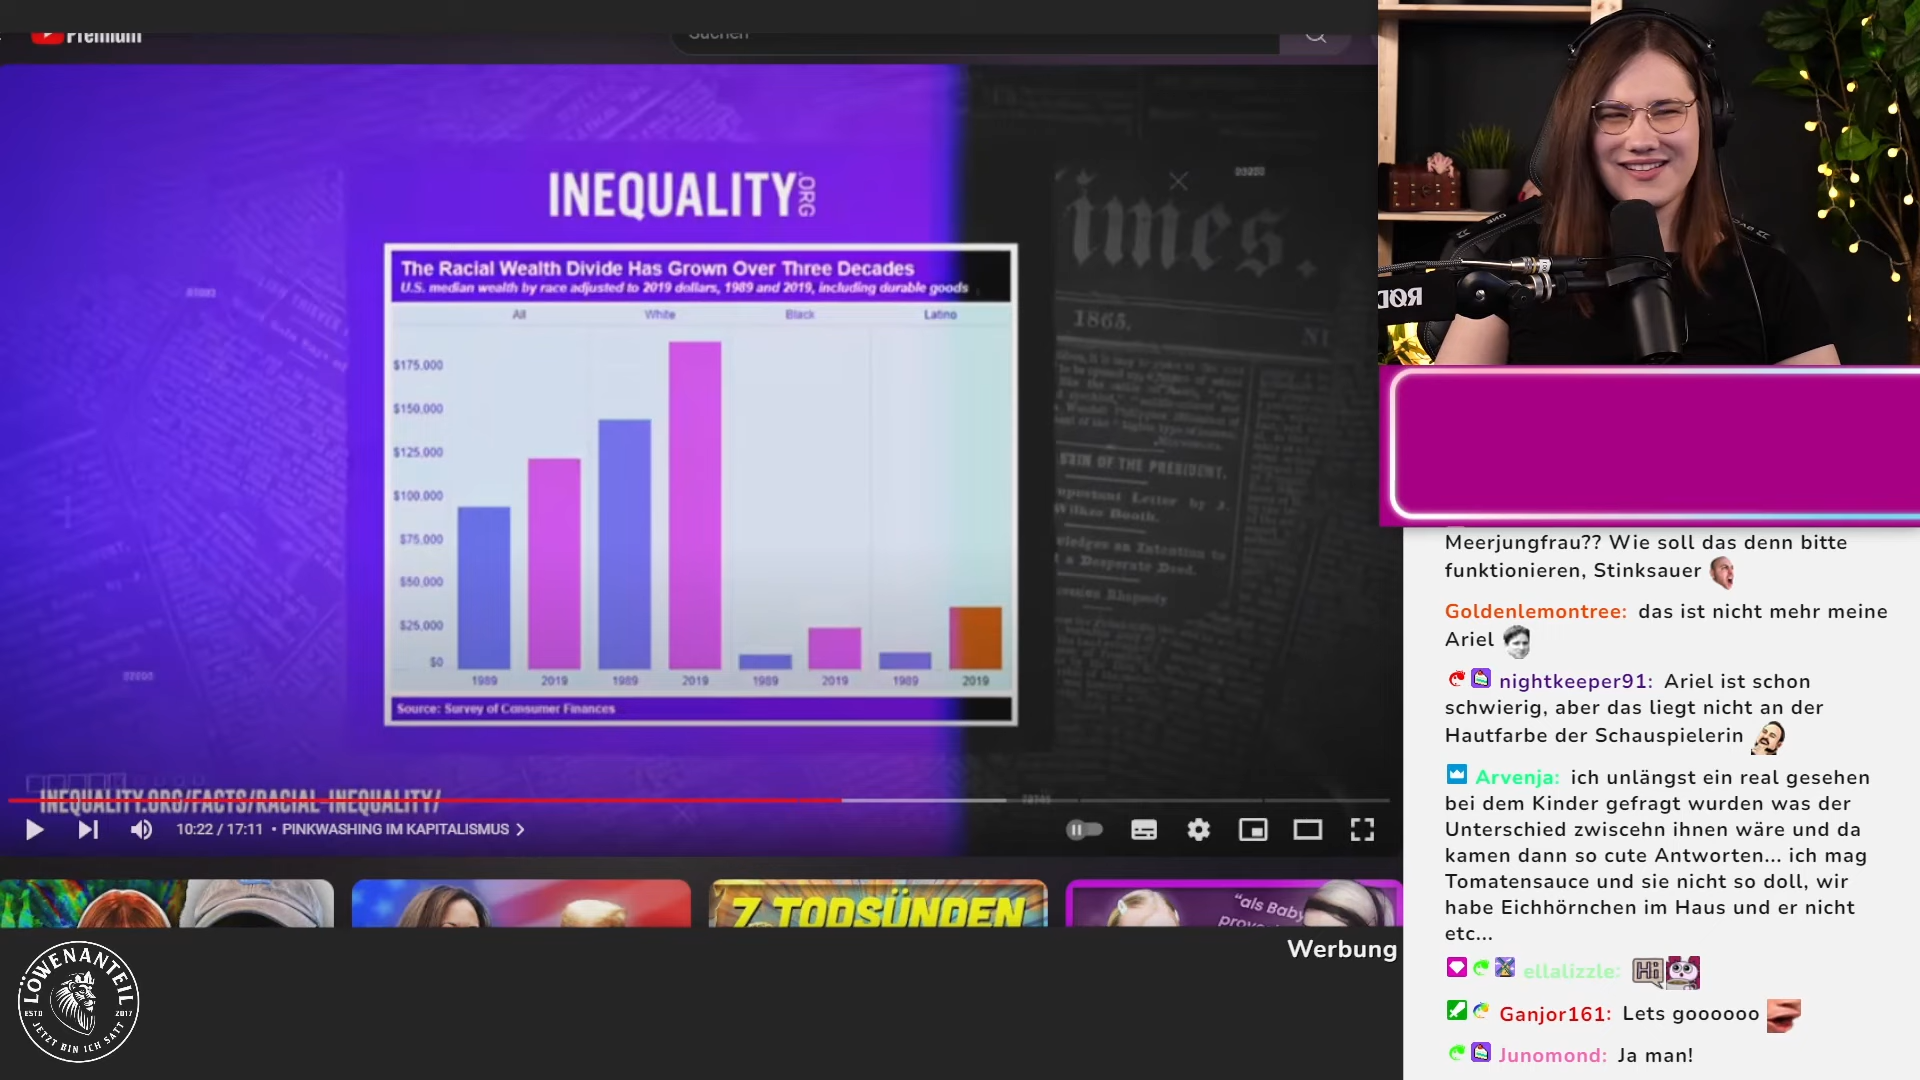 Premium
Suchen
INEQUALITY.ORG
The Racial Wealth Divide Has Grown Over Three Decades
U.S. median wealth by race adjusted to 2019 dollars, 1989 and 2019, including durable goods
All White Black Latino
$175,000
$150,000
$125,000
$100,000
$75,000
$50,000
$25,000
$0
1989 2019 1989 2019 1989 2019 1989 2019
Source: Survey of Consumer Finances
imes.
1865.
INEQUALITY.ORG/FACTS/RACIAL-INEQUALITY/
10:22 / 17:11 • PINKWASHING IM KAPITALISMUS
7 TODSÜNDEN
"als Baby
Werbung
LÖWENANTEIL
ESTD 2017
JETZT BIN ICH SATT
RØD
Meerjungfrau?? Wie soll das denn bitte
funktionieren, Stinksauer
Goldenlemontree: das ist nicht mehr meine
Ariel
nightkeeper91: Ariel ist schon
schwierig, aber das liegt nicht an der
Hautfarbe der Schauspielerin
Arvenja: ich unlängst ein real gesehen
bei dem Kinder gefragt wurden was der
Unterschied zwiscehn ihnen wäre und da
kamen dann so cute Antworten... ich mag
Tomatensauce und sie nicht so doll, wir
habe Eichhörnchen im Haus und er nicht
etc...
ellalizzle: Hi
Ganjor161: Lets goooooo
Junomond: Ja man!